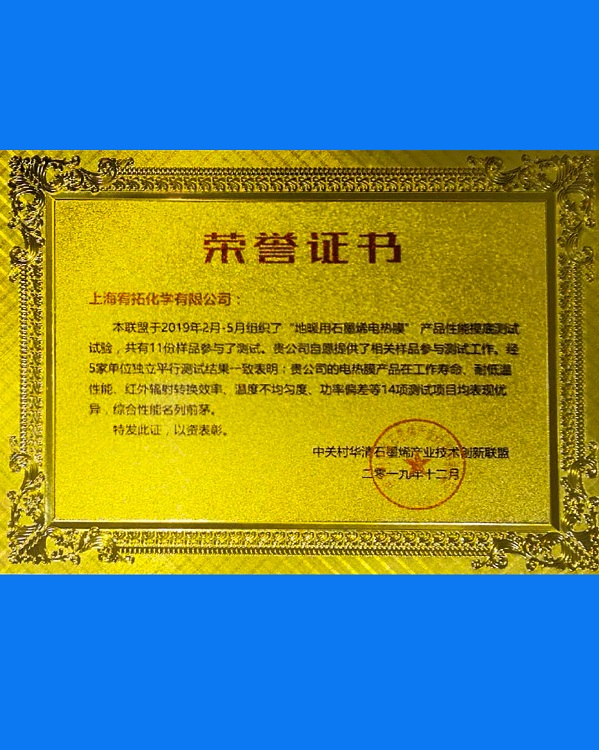 荣誉证书
上海宥拓化学有限公司：
本联盟于2019年2月-5月组织了“地暖用石墨烯电热膜” 产品性能摸底测试
试验，共有11份样品参与了测试。贵公司自愿提供了相关样品参与测试工作。经
5家单位独立平行测试结果一致表明：贵公司的电热膜产品在工作寿命、耐低温
性能、红外辐射转换效率、温度不均匀度、功率偏差等14项测试项目均表现优
异，综合性能名列前茅。
特发此证，以资表彰。
中关村华清石墨烯产业技术创新联盟
二零一九年十二月